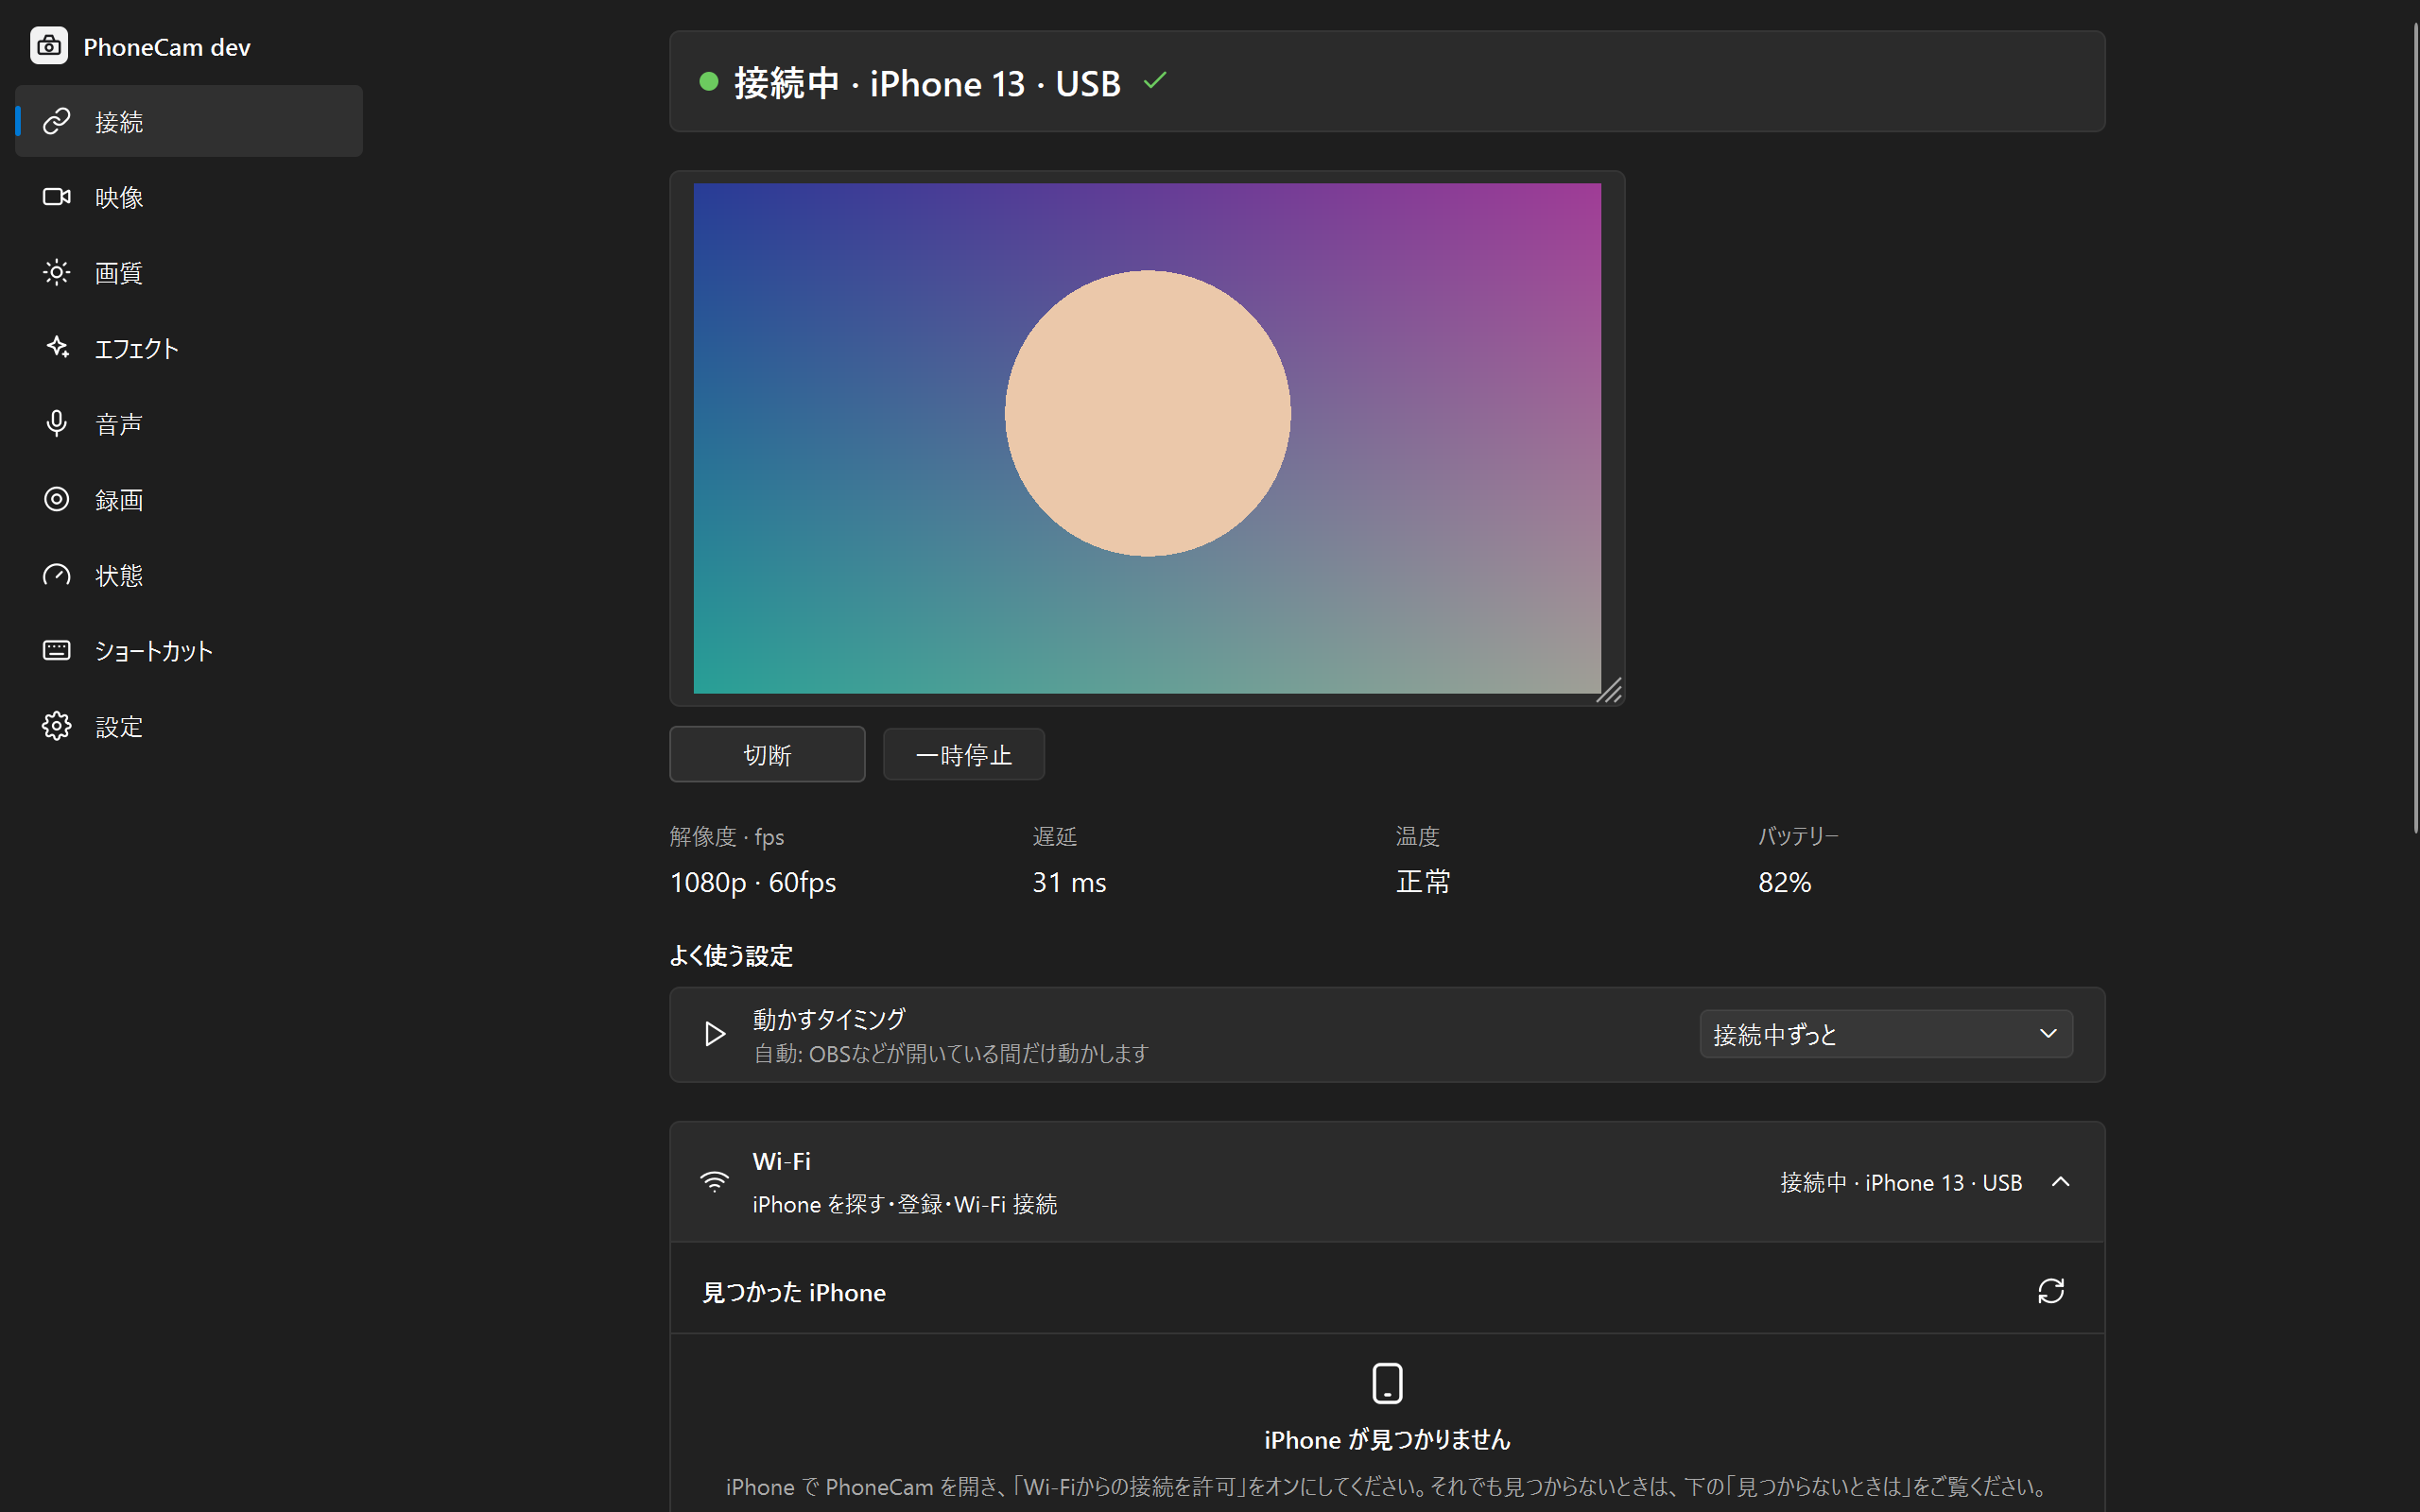 PhoneCam dev
接続
映像
画質
エフェクト
音声
録画
状態
ショートカット
設定
接続中 · iPhone 13 · USB
切断
一時停止
解像度 · fps
1080p · 60fps
遅延
31 ms
温度
正常
バッテリー
82%
よく使う設定
動かすタイミング
自動: OBSなどが開いている間だけ動かします
接続中ずっと
Wi-Fi
iPhone を探す・登録・Wi-Fi 接続
接続中 · iPhone 13 · USB
見つかった iPhone
iPhone が見つかりません
iPhone で PhoneCam を開き、「Wi-Fiからの接続を許可」をオンにしてください。それでも見つからないときは、下の「見つからないときは」をご覧ください。